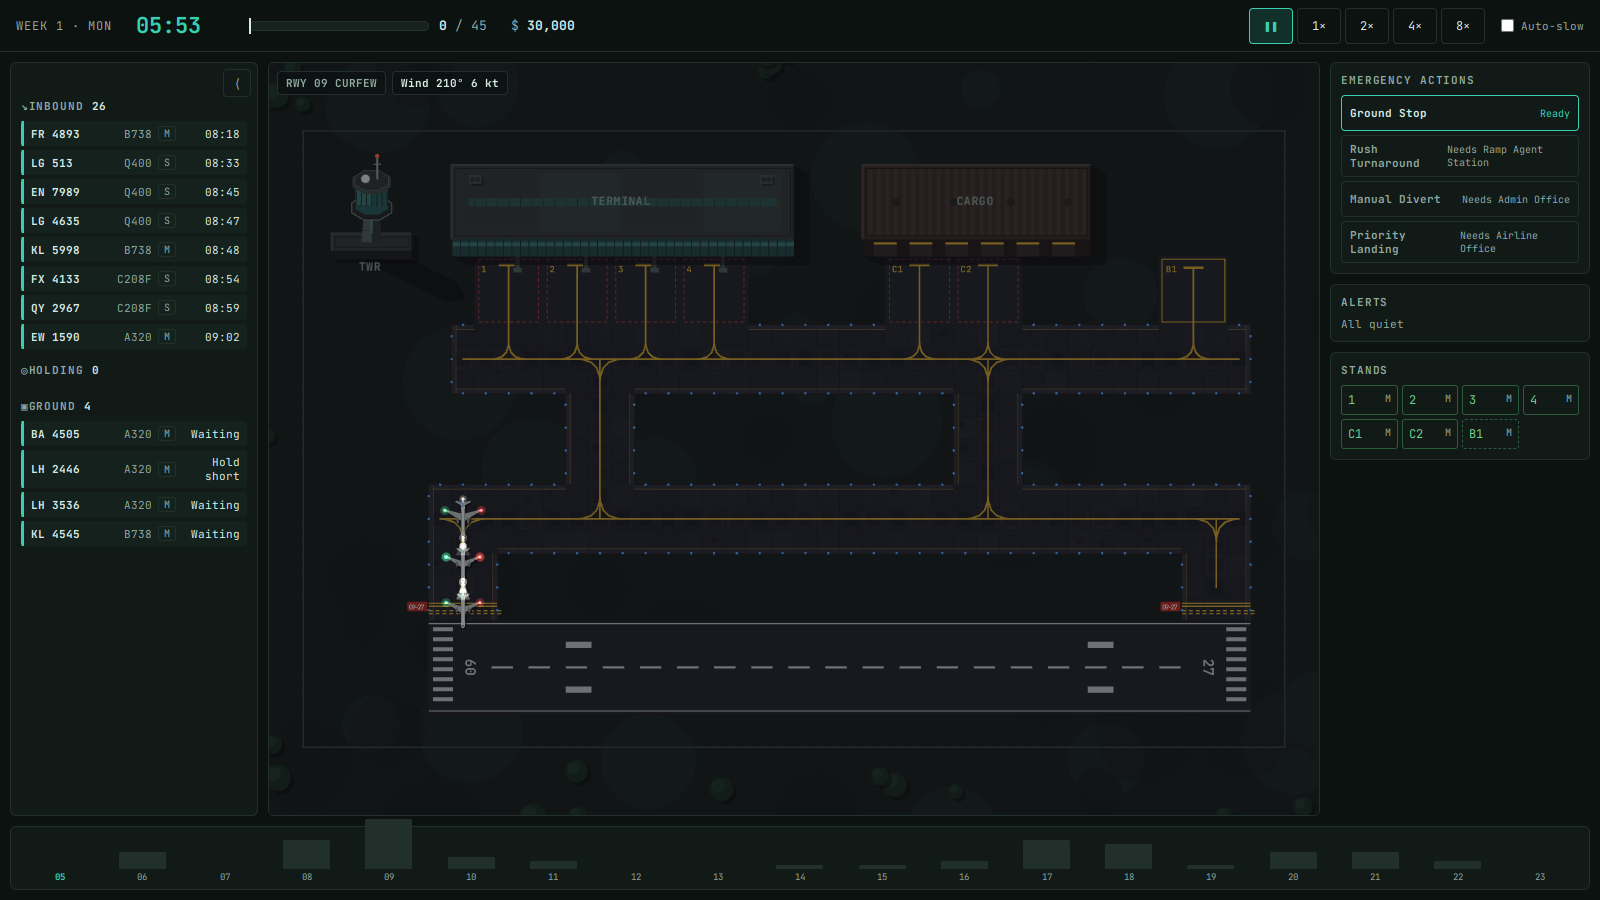 WEEK 1 · MON 05:53 0 / 45 $ 30,000 1× 2× 4× 8× Auto-slow
RWY 09 CURFEW Wind 210° 6 kt
INBOUND 26
FR 4893 B738 M 08:18
LG 513 Q400 S 08:33
EN 7989 Q400 S 08:45
LG 4635 Q400 S 08:47
KL 5998 B738 M 08:48
FX 4133 C208F S 08:54
QY 2967 C208F S 08:59
EW 1590 A320 M 09:02
HOLDING 0
GROUND 4
BA 4505 A320 M Waiting
LH 2446 A320 M Hold short
LH 3536 A320 M Waiting
KL 4545 B738 M Waiting
TWR
TERMINAL
CARGO
1 2 3 4 C1 C2 B1
09-27 09-27
09 27
EMERGENCY ACTIONS
Ground Stop Ready
Rush Turnaround Needs Ramp Agent Station
Manual Divert Needs Admin Office
Priority Landing Needs Airline Office
ALERTS
All quiet
STANDS
1 M 2 M 3 M 4 M
C1 M C2 M B1 M
05 06 07 08 09 10 11 12 13 14 15 16 17 18 19 20 21 22 23